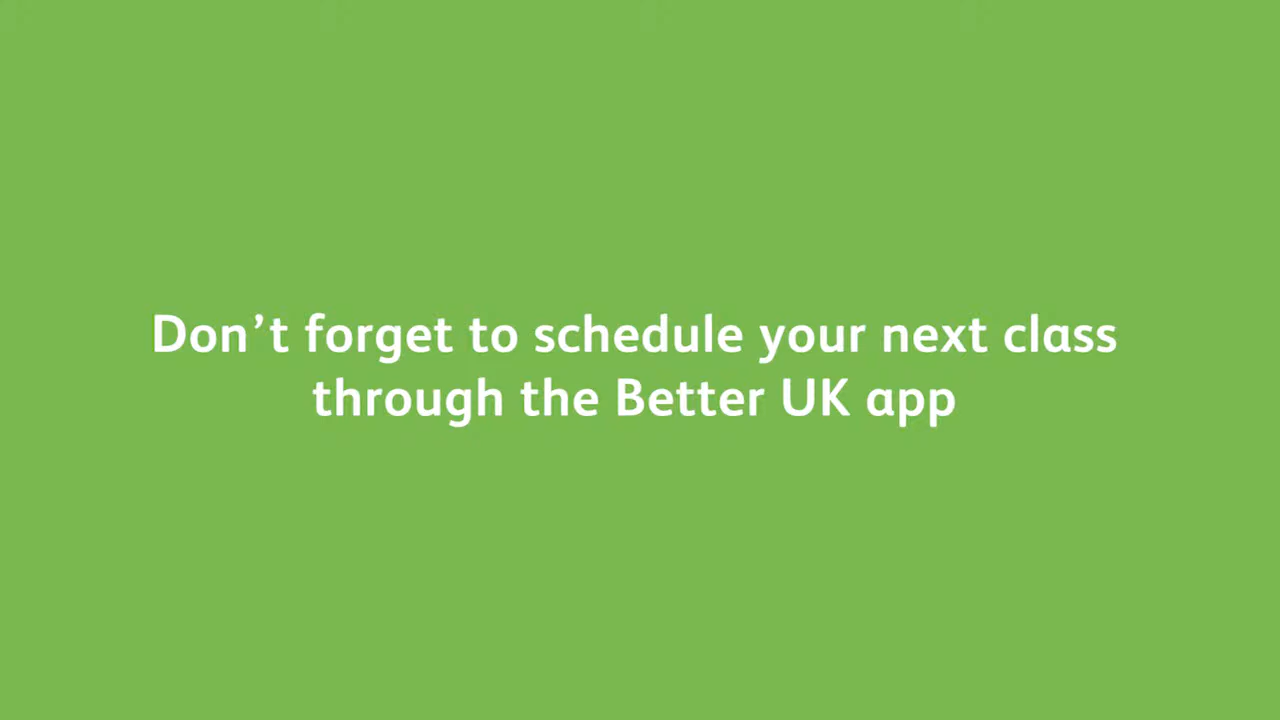 Don’t forget to schedule your next class
through the Better UK app